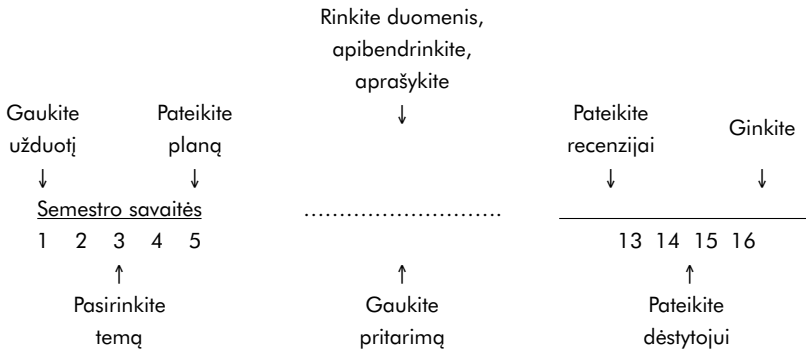 Rinkite duomenis,
apibendrinkite,
aprašykite
Gaukite
užduotį
Pateikite
planą
Pateikite
recenzijai
Ginkite
Semestro savaitės
..............................
1 2 3 4 5
13 14 15 16
Pasirinkite
temą
Gaukite
pritarimą
Pateikite
dėstytojui